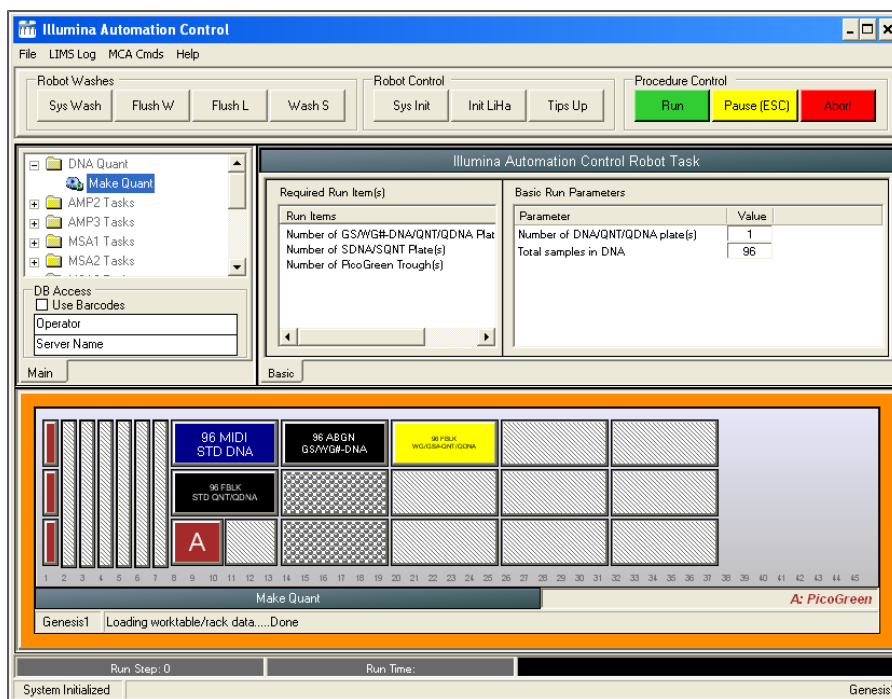 Illumina Automation Control
File LIMS Log MCA Cmds Help
Robot Washes
Sys Wash Flush W Flush L Wash S
Robot Control
Sys Init Init LiHa Tips Up
Procedure Control
Run Pause (ESC) Abort
DNA Quant
Make Quant
AMP2 Tasks
AMP3 Tasks
MSA1 Tasks
MSA2 Tasks
DB Access
Use Barcodes
Operator
Server Name
Main
Illumina Automation Control Robot Task
Required Run Item(s)
Run Items
Number of GS/WG#-DNA/QNT/QDNA Plat
Number of SDNA/SQNT Plate(s)
Number of PicoGreen Trough(s)
Basic Run Parameters
Parameter Value
Number of DNA/QNT/QDNA plate(s) 1
Total samples in DNA 96
Basic
96 MIDI
STD DNA
96 ABGN
GS/WG#-DNA
96 FBLK
WG/GS#-QNT/QDNA
96 FBLK
STD QNT/QDNA
A
1 2 3 4 5 6 7 8 9 10 11 12 13 14 15 16 17 18 19 20 21 22 23 24 25 26 27 28 29 30 31 32 33 34 35 36 37 38 39 40 41 42 43 44 45
Make Quant A: PicoGreen
Genesis1 Loading worktable/rack data.....Done
Run Step: 0 Run Time:
System Initialized Genesis